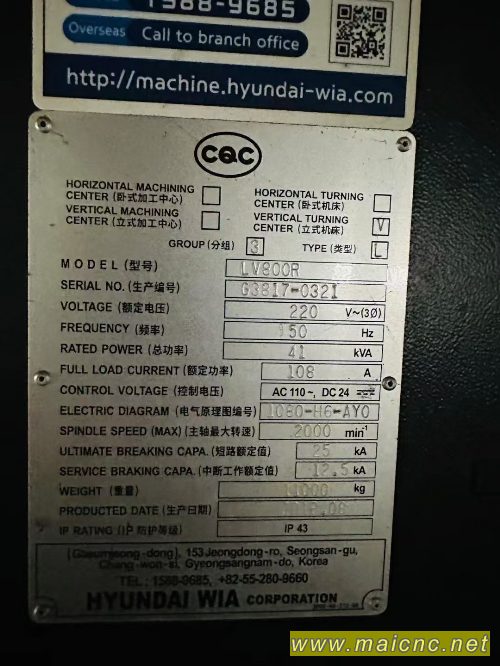 1588-9685
Overseas Call to branch office
http://machine.hyundai-wia.com
CQC
HORIZONTAL MACHINING CENTER (卧式加工中心)
HORIZONTAL TURNING CENTER (卧式机床)
VERTICAL MACHINING CENTER (立式加工中心)
VERTICAL TURNING CENTER (立式机床) V
GROUP (分组) 3 TYPE (类型) L
MODEL (型号) LV800R
SERIAL NO. (生产编号) G3817-0321
VOLTAGE (额定电压) 220 V~(3Ø)
FREQUENCY (频率) 50 Hz
RATED POWER (总功率) 41 kVA
FULL LOAD CURRENT (额定功率) 108 A
CONTROL VOLTAGE (控制电压) AC 110 ~, DC 24
ELECTRIC DIAGRAM (电气原理图编号) 1080-H6-AY0
SPINDLE SPEED (MAX) (主轴最大转速) 2000 min⁻¹
ULTIMATE BREAKING CAPA. (短路额定值) 25 kA
SERVICE BRAKING CAPA. (中断工作额定值) 12.5 kA
WEIGHT (重量) 11000 kg
PRODUCTED DATE (生产日期)
IP RATING (IP 防护等级) IP 43
(Gaeumjeong-dong), 153Jeongdong-ro, Seongsan-gu,
Chang-won-si, Gyeongsangnam-do, Korea
TEL : 1588-9685, +82-55-280-9660
HYUNDAI WIA CORPORATION
www.maicnc.net